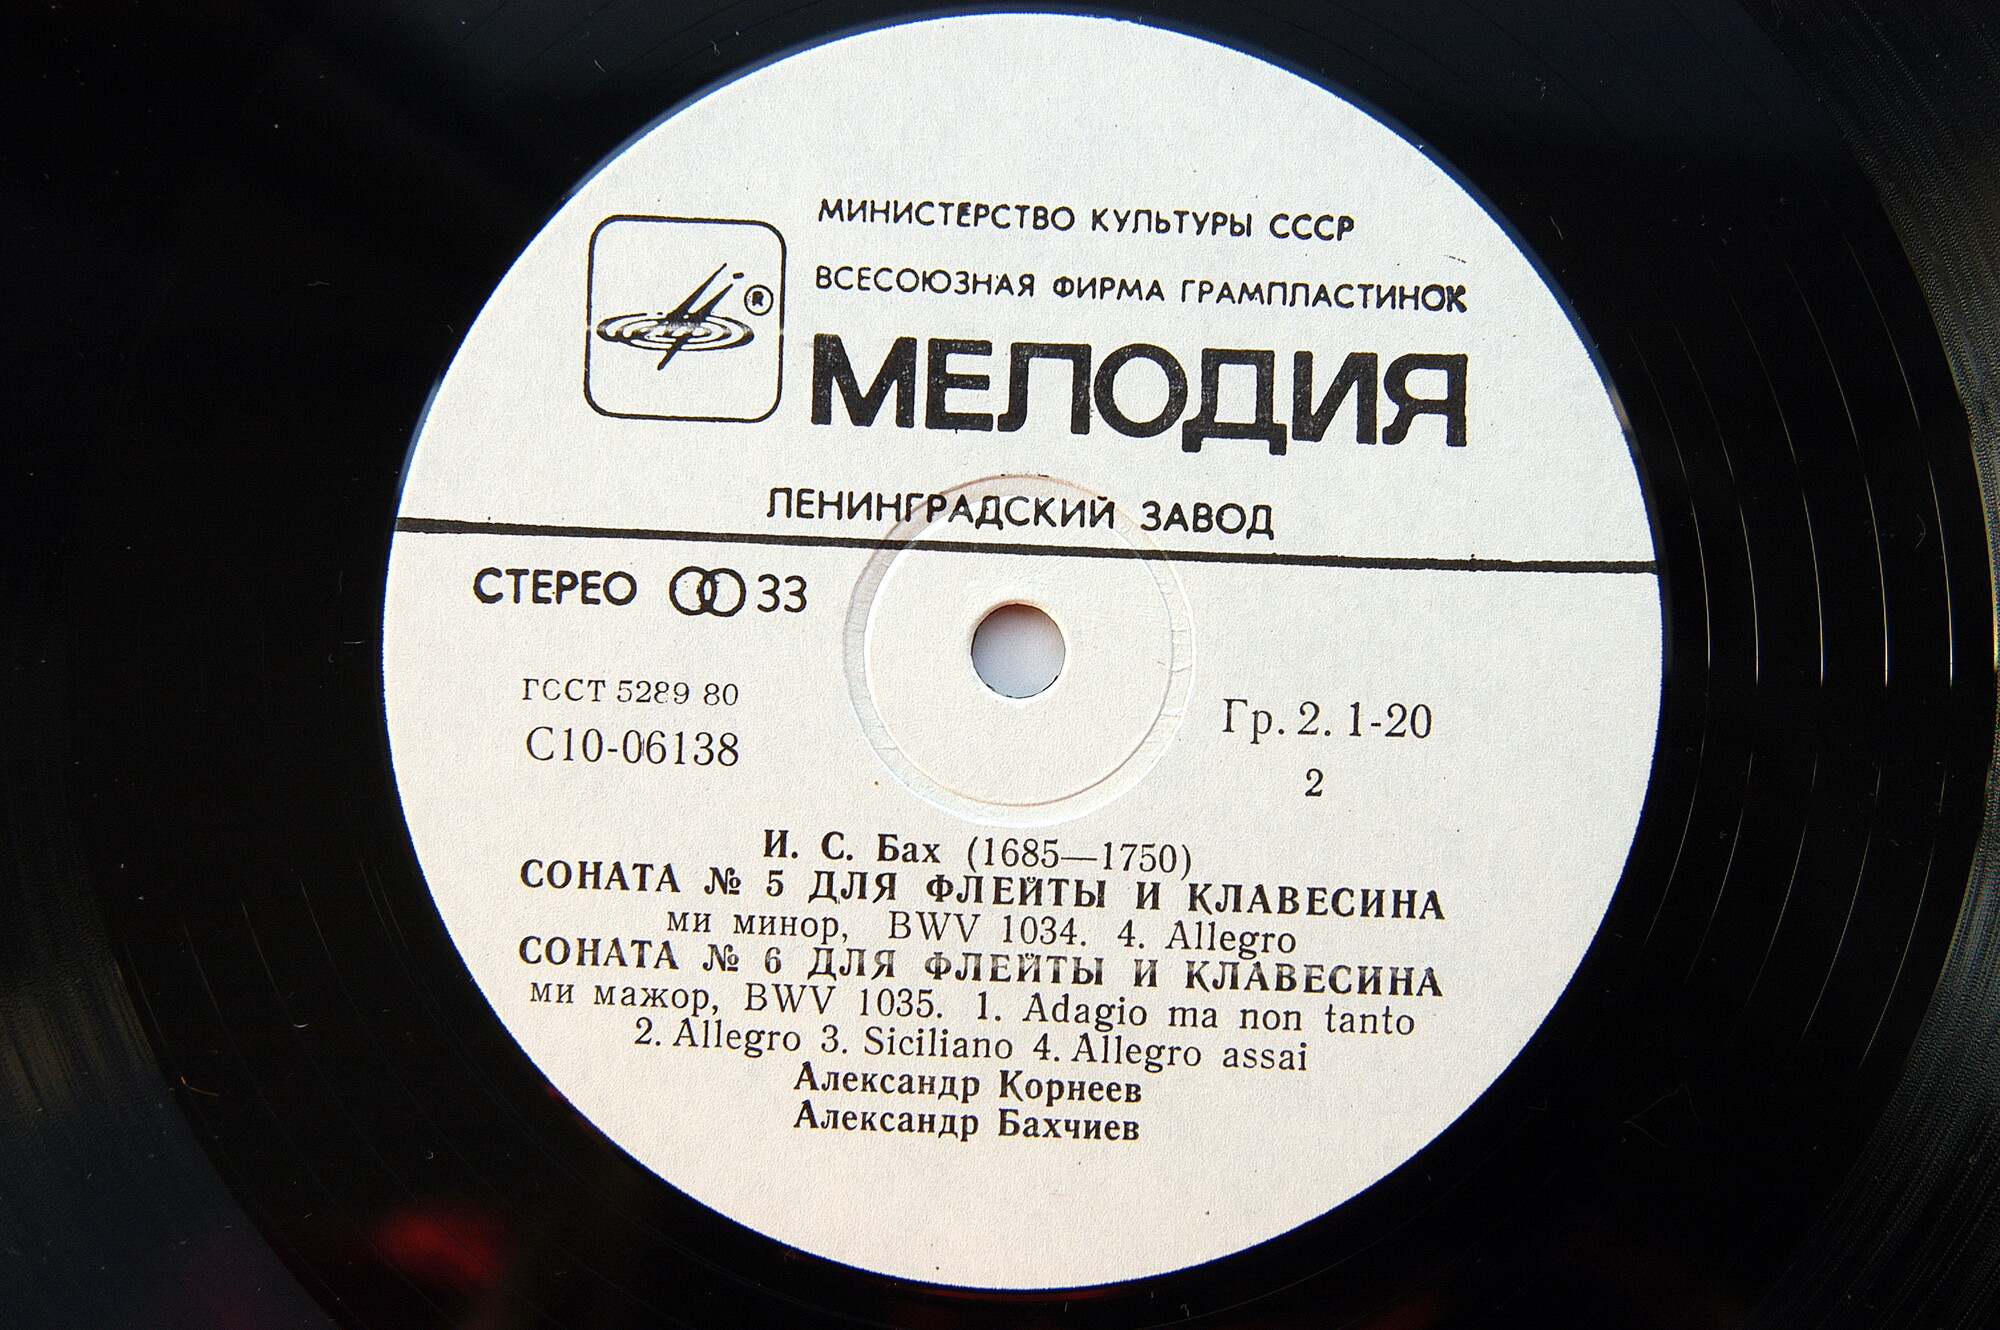 МИНИСТЕРСТВО КУЛЬТУРЫ СССР
®
ВСЕСОЮЗНАЯ ФИРМА ГРАМПЛАСТИНОК
МЕЛОДИЯ
ЛЕНИНГРАДСКИЙ ЗАВОД
СТЕРЕО 33
ГССТ 5289 80
С10-06138
Гр. 2. 1-20
2
И. С. Бах (1685—1750)
СОНАТА № 5 ДЛЯ ФЛЕЙТЫ И КЛАВЕСИНА
ми минор, BWV 1034. 4. Allegro
СОНАТА № 6 ДЛЯ ФЛЕЙТЫ И КЛАВЕСИНА
ми мажор, BWV 1035. 1. Adagio ma non tanto
2. Allegro 3. Siciliano 4. Allegro assai
Александр Корнеев
Александр Бахчиев